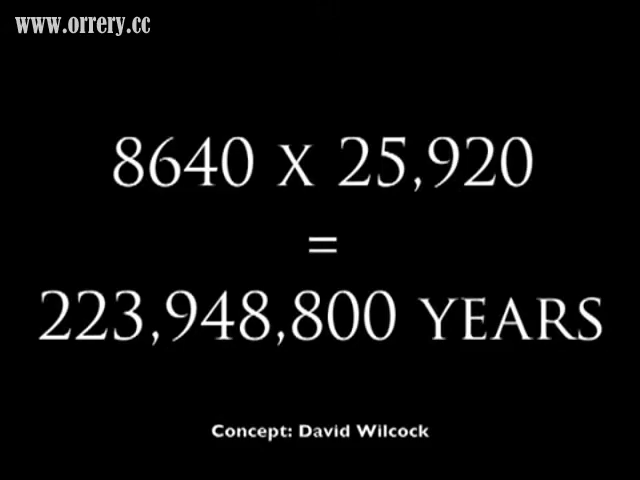 www.orrery.cc
8640 X 25,920
=
223,948,800 YEARS
Concept: David Wilcock